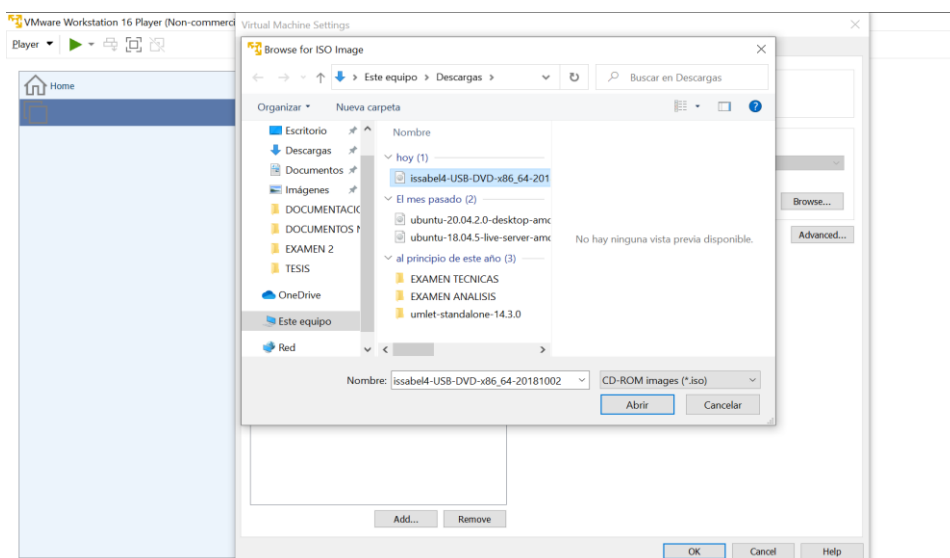 VMware Workstation 16 Player (Non-commerci
Virtual Machine Settings
Player
Home
Browse for ISO Image
Este equipo > Descargas >
Buscar en Descargas
Organizar
Nueva carpeta
Escritorio
Descargas
Documentos
Imágenes
DOCUMENTACIC
DOCUMENTOS N
EXAMEN 2
TESIS
OneDrive
Este equipo
Red
Nombre
hoy (1)
issabel4-USB-DVD-x86_64-201
El mes pasado (2)
ubuntu-20.04.2.0-desktop-amc
ubuntu-18.04.5-live-server-amc
al principio de este año (3)
EXAMEN TECNICAS
EXAMEN ANALISIS
umlet-standalone-14.3.0
No hay ninguna vista previa disponible.
Nombre: issabel4-USB-DVD-x86_64-20181002
CD-ROM images (*.iso)
Abrir
Cancelar
Browse...
Advanced...
Add...
Remove
OK
Cancel
Help